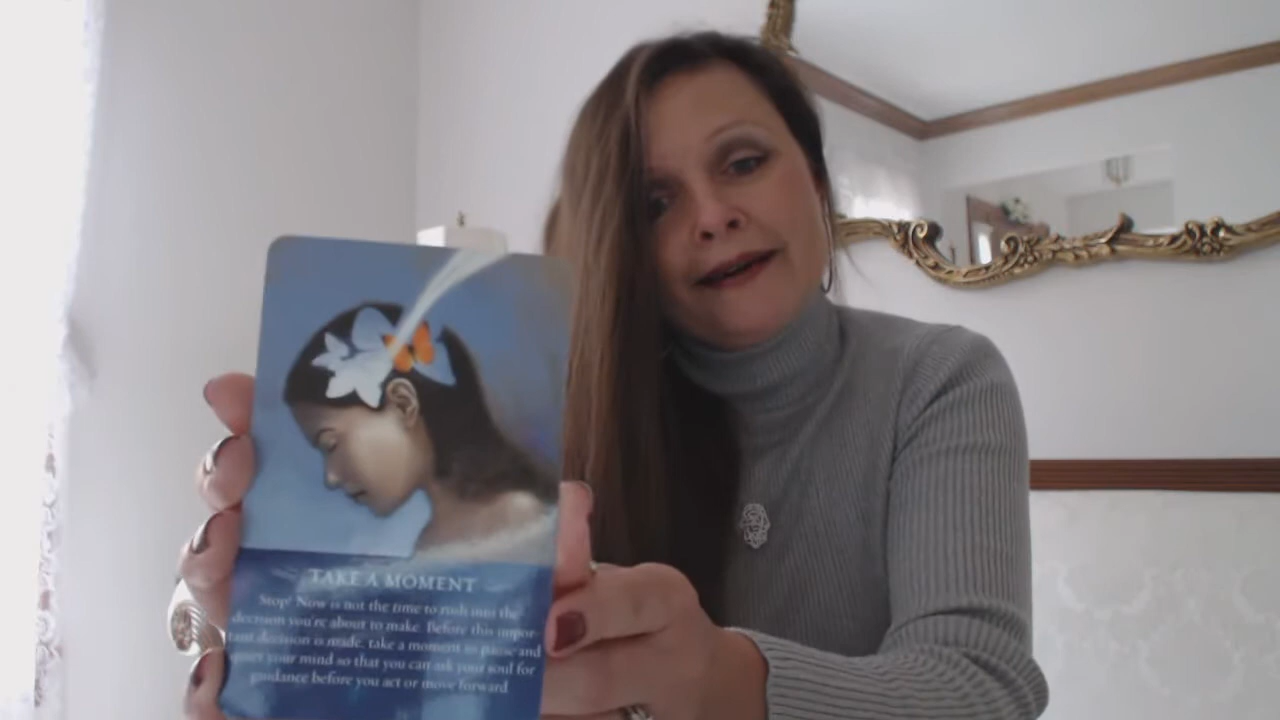 TAKE A MOMENT
Stop! Now is not the time to rush into the
decision you're about to make. Before this impor-
tant decision is made, take a moment to pause and
quiet your mind so that you can ask your soul for
guidance before you act or move forward